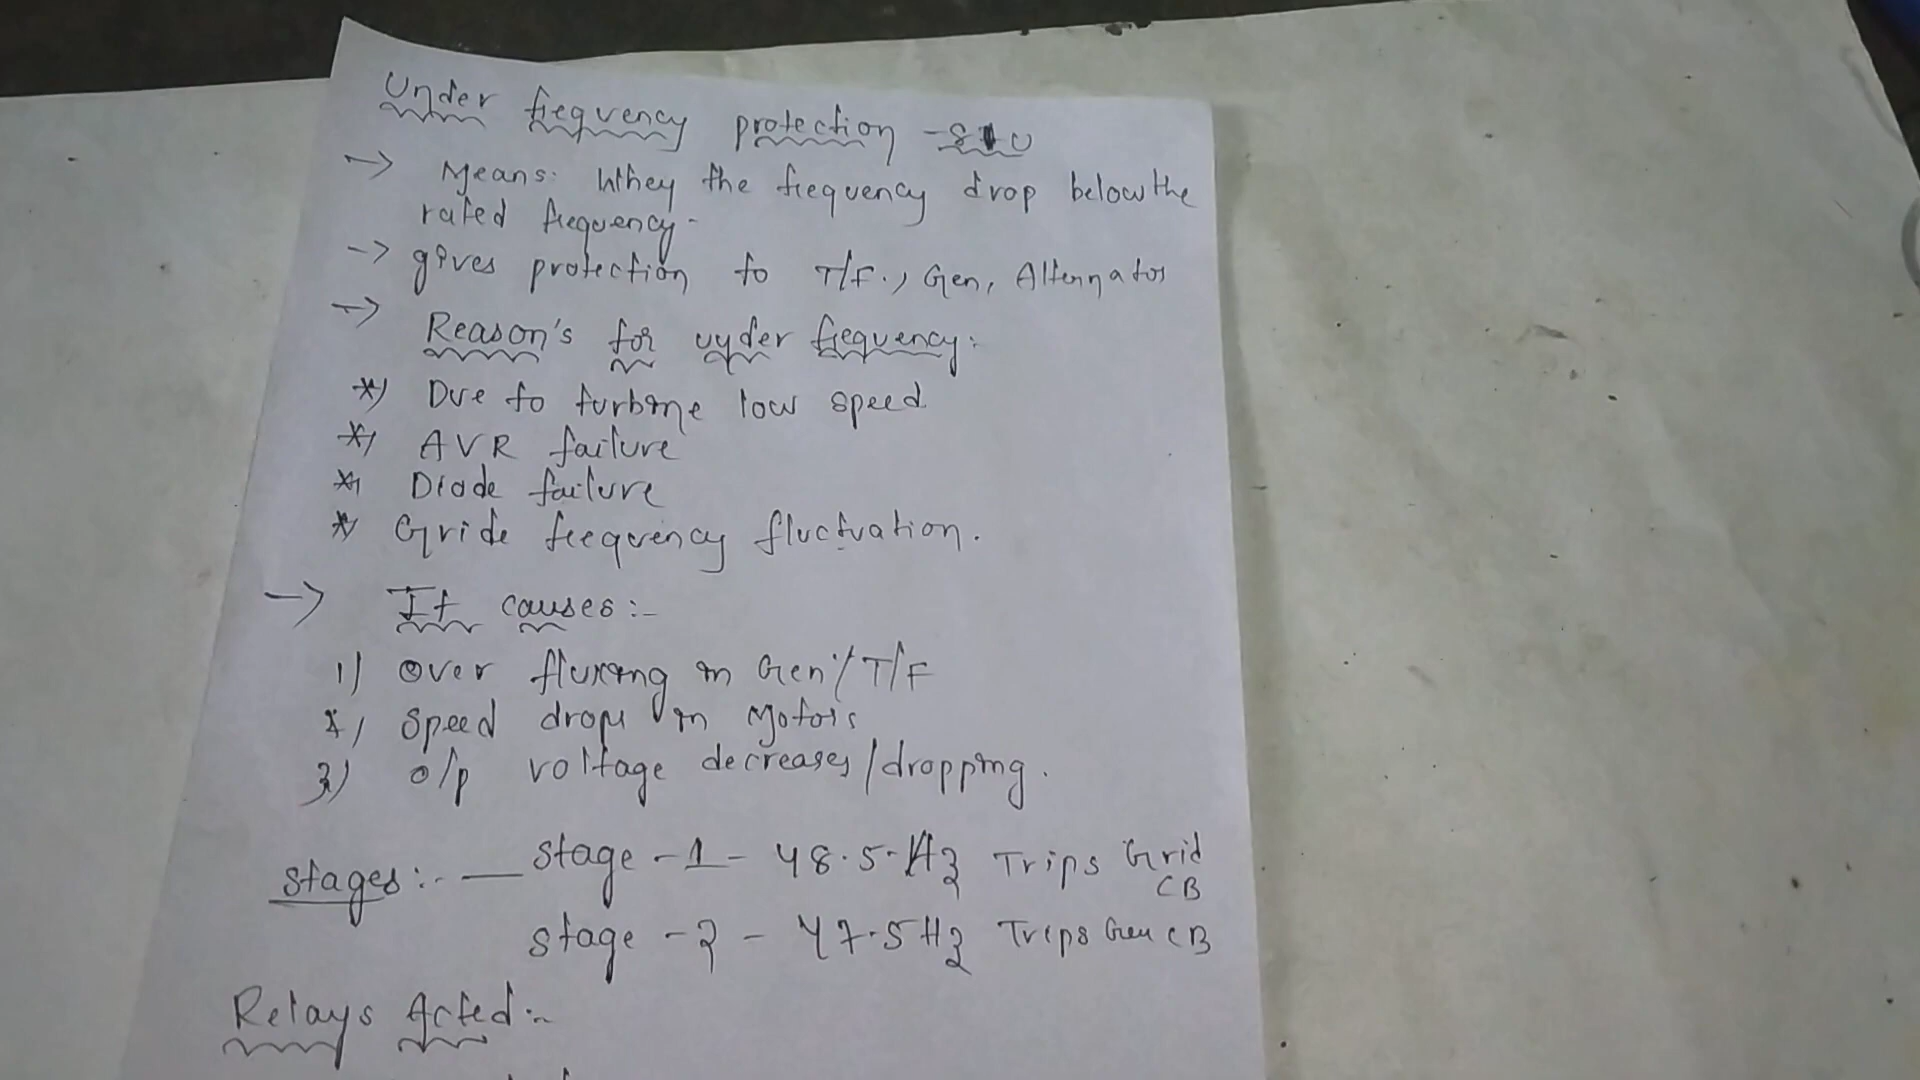 Under frequency protection - 81U
→ Means: When the frequency drop below the
rated frequency-
→ gives protection to T/F., Gen, Alternator
→ Reason's for under frequency:
*) Due to turbine low speed
*) AVR failure
*) Diode failure
*) Gride frequency fluctuation.
→ It causes:-
1) Over fluxing in Gen/T/F
*) Speed drops in Motors
3) o/p voltage decreases/dropping.
Stages:- — Stage -1- 48.5 Hz Trips Grid
CB
Stage -2 - 47.5 Hz Trips Gen CB
Relays Acted:-